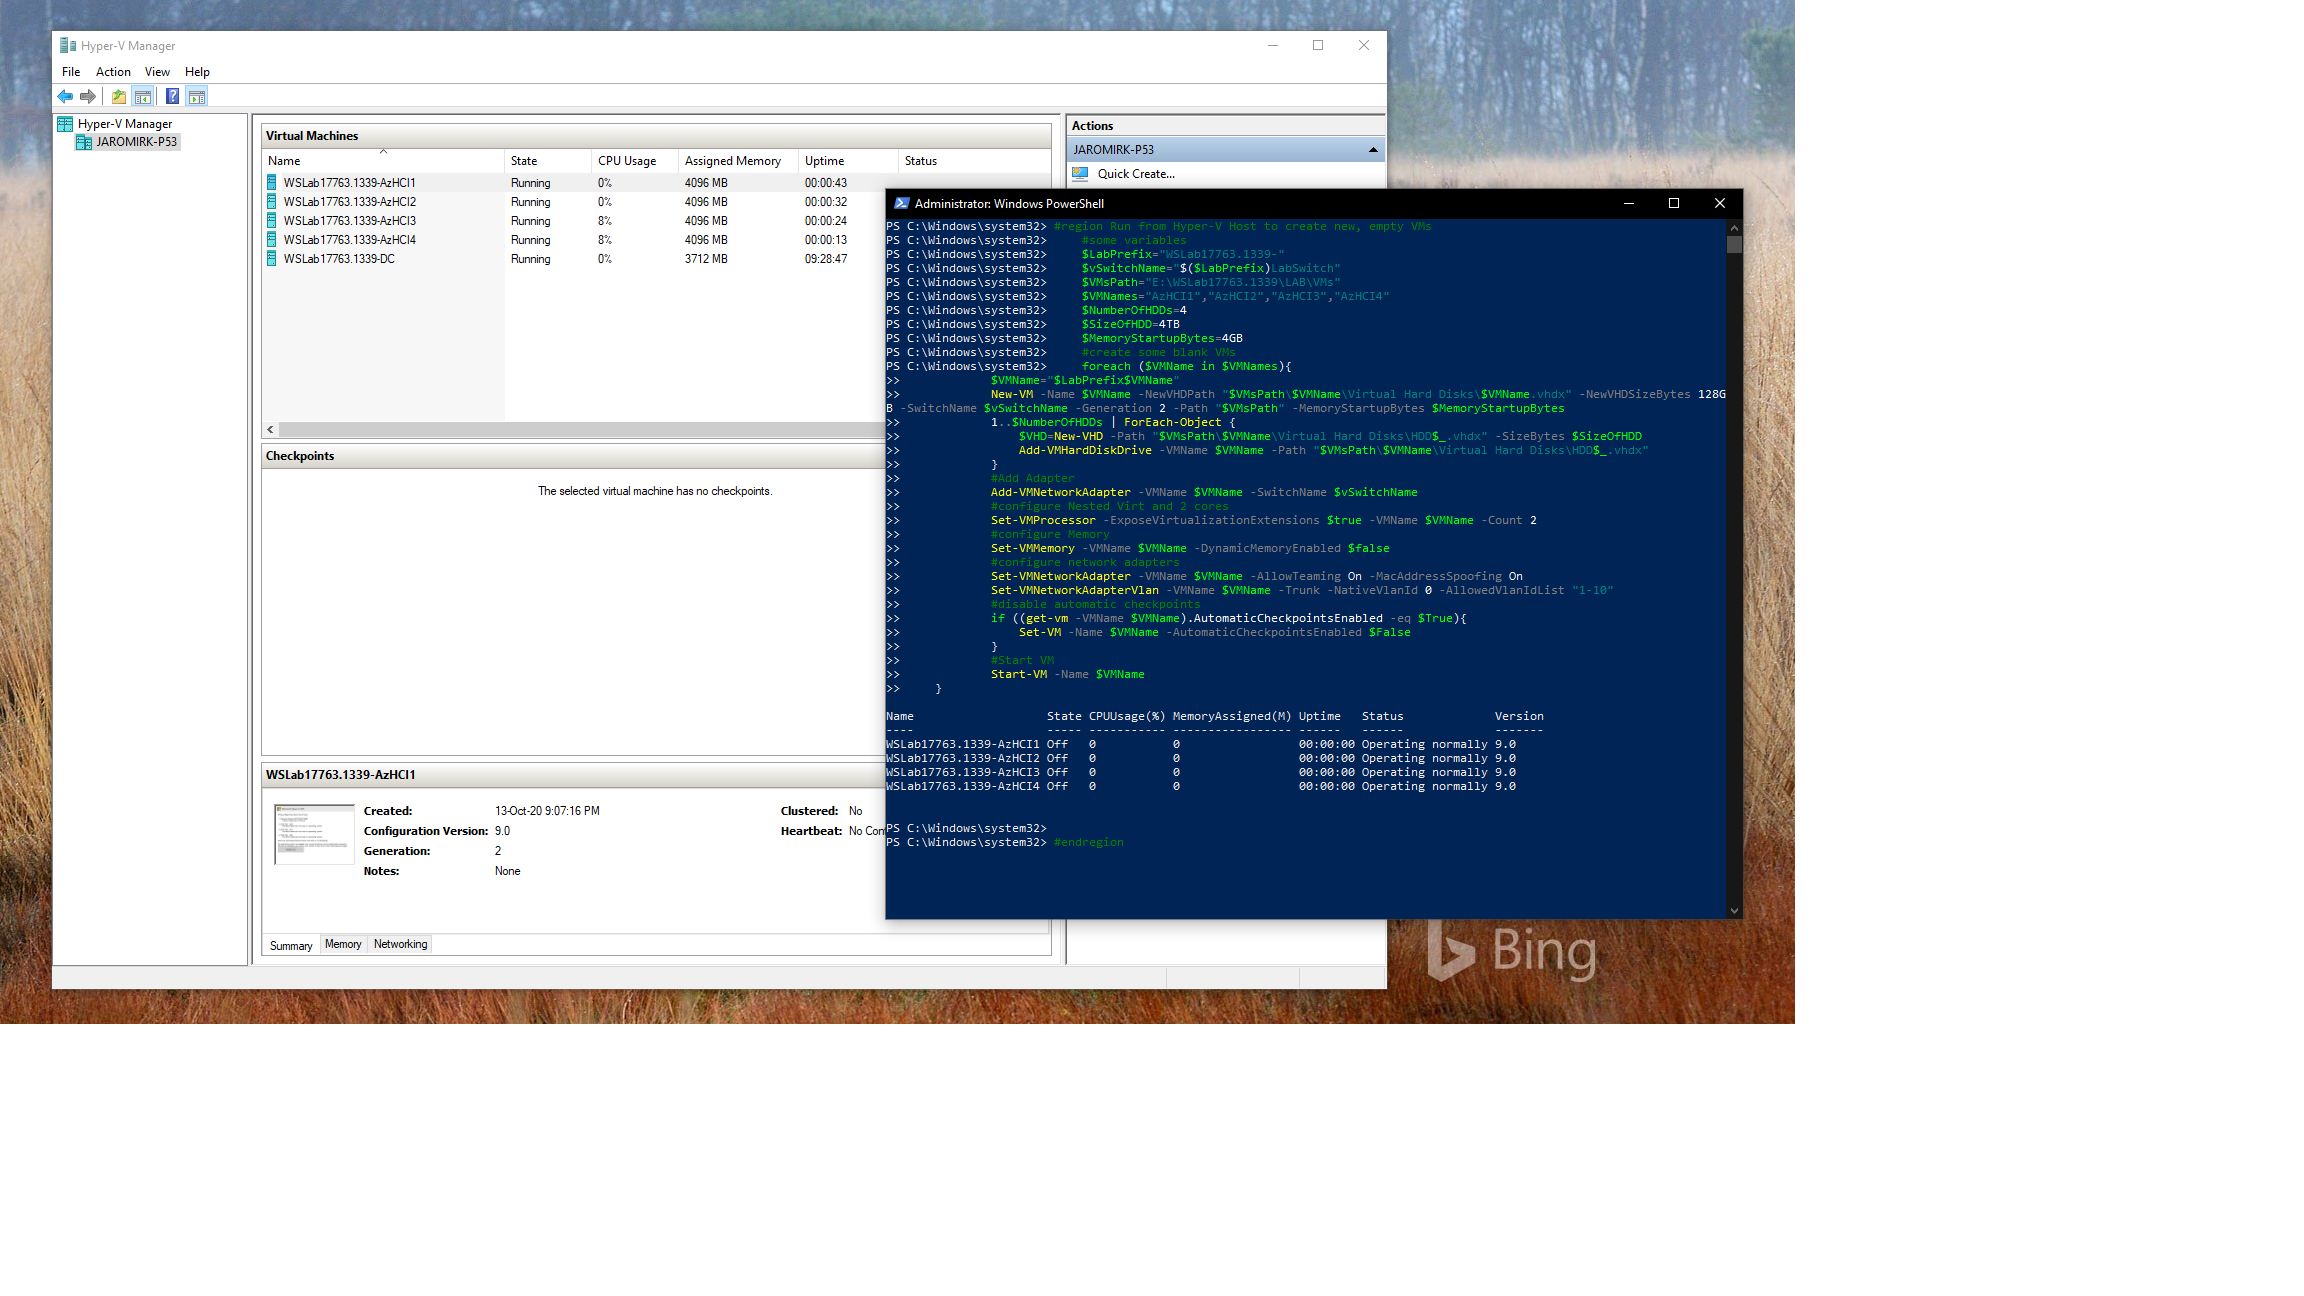 Hyper-V Manager
File Action View Help
Hyper-V Manager
JAROMIRK-P53
Virtual Machines
Name State CPU Usage Assigned Memory Uptime Status
WSLab17763.1339-AzHCI1 Running 0% 4096 MB 00:00:43
WSLab17763.1339-AzHCI2 Running 0% 4096 MB 00:00:32
WSLab17763.1339-AzHCI3 Running 8% 4096 MB 00:00:24
WSLab17763.1339-AzHCI4 Running 8% 4096 MB 00:00:13
WSLab17763.1339-DC Running 0% 3712 MB 09:28:47
Checkpoints
The selected virtual machine has no checkpoints.
WSLab17763.1339-AzHCI1
Created: 13-Oct-20 9:07:16 PM Clustered: No
Configuration Version: 9.0 Heartbeat: No
Generation: 2
Notes: None
Summary Memory Networking
Actions
JAROMIRK-P53
Quick Create...
Administrator: Windows PowerShell
PS C:\Windows\system32> #region Run from Hyper-V Host to create new, empty VMs
PS C:\Windows\system32>     #some variables
PS C:\Windows\system32>     $LabPrefix="WSLab17763.1339-"
PS C:\Windows\system32>     $vSwitchName="$($LabPrefix)LabSwitch"
PS C:\Windows\system32>     $VMsPath="E:\WSLab17763.1339\LAB\VMs"
PS C:\Windows\system32>     $VMNames="AzHCI1","AzHCI2","AzHCI3","AzHCI4"
PS C:\Windows\system32>     $NumberOfHDDs=4
PS C:\Windows\system32>     $SizeOfHDD=4TB
PS C:\Windows\system32>     $MemoryStartupBytes=4GB
PS C:\Windows\system32>     #create some blank VMs
PS C:\Windows\system32>     foreach ($VMName in $VMNames){
>>             $VMName="$LabPrefix$VMName"
>>             New-VM -Name $VMName -NewVHDPath "$VMsPath\$VMName\Virtual Hard Disks\$VMName.vhdx" -NewVHDSizeBytes 128G
B -SwitchName $vSwitchName -Generation 2 -Path "$VMsPath" -MemoryStartupBytes $MemoryStartupBytes
>>             1..$NumberOfHDDs | ForEach-Object {
>>                 $VHD=New-VHD -Path "$VMsPath\$VMName\Virtual Hard Disks\HDD$_.vhdx" -SizeBytes $SizeOfHDD
>>                 Add-VMHardDiskDrive -VMName $VMName -Path "$VMsPath\$VMName\Virtual Hard Disks\HDD$_.vhdx"
>>             }
>>             #Add Adapter
>>             Add-VMNetworkAdapter -VMName $VMName -SwitchName $vSwitchName
>>             #configure Nested Virt and 2 cores
>>             Set-VMProcessor -ExposeVirtualizationExtensions $true -VMName $VMName -Count 2
>>             #configure Memory
>>             Set-VMMemory -VMName $VMName -DynamicMemoryEnabled $false
>>             #configure network adapters
>>             Set-VMNetworkAdapter -VMName $VMName -AllowTeaming On -MacAddressSpoofing On
>>             Set-VMNetworkAdapterVlan -VMName $VMName -Trunk -NativeVlanId 0 -AllowedVlanIdList "1-10"
>>             #disable automatic checkpoints
>>             if ((get-vm -VMName $VMName).AutomaticCheckpointsEnabled -eq $True){
>>                 Set-VM -Name $VMName -AutomaticCheckpointsEnabled $False
>>             }
>>             #Start VM
>>             Start-VM -Name $VMName
>>     }
Name State CPUUsage(%) MemoryAssigned(M) Uptime Status Version
---- ----- ----------- ----------------- ------ ------ -------
WSLab17763.1339-AzHCI1 Off 0 0 00:00:00 Operating normally 9.0
WSLab17763.1339-AzHCI2 Off 0 0 00:00:00 Operating normally 9.0
WSLab17763.1339-AzHCI3 Off 0 0 00:00:00 Operating normally 9.0
WSLab17763.1339-AzHCI4 Off 0 0 00:00:00 Operating normally 9.0
PS C:\Windows\system32>
PS C:\Windows\system32> #endregion
Bing